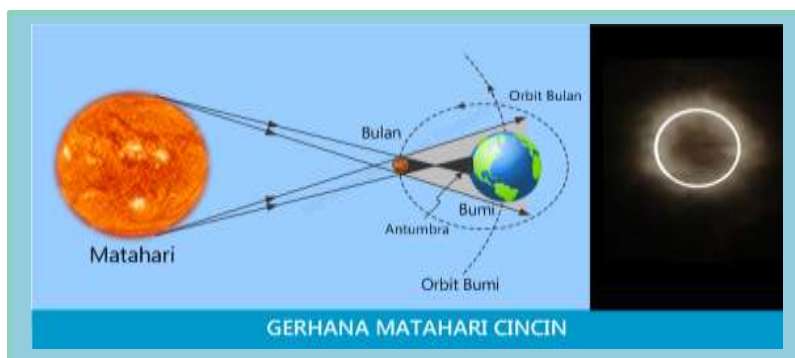 Orbit Bulan
Bulan
Bumi
Antumbra
Matahari
Orbit Bumi
GERHANA MATAHARI CINCIN